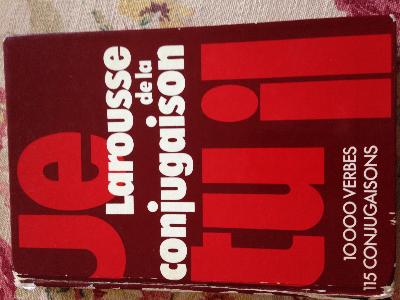 Je
Larousse
de la
conjugaison
tu il
10000 VERBES
115 CONJUGAISONS